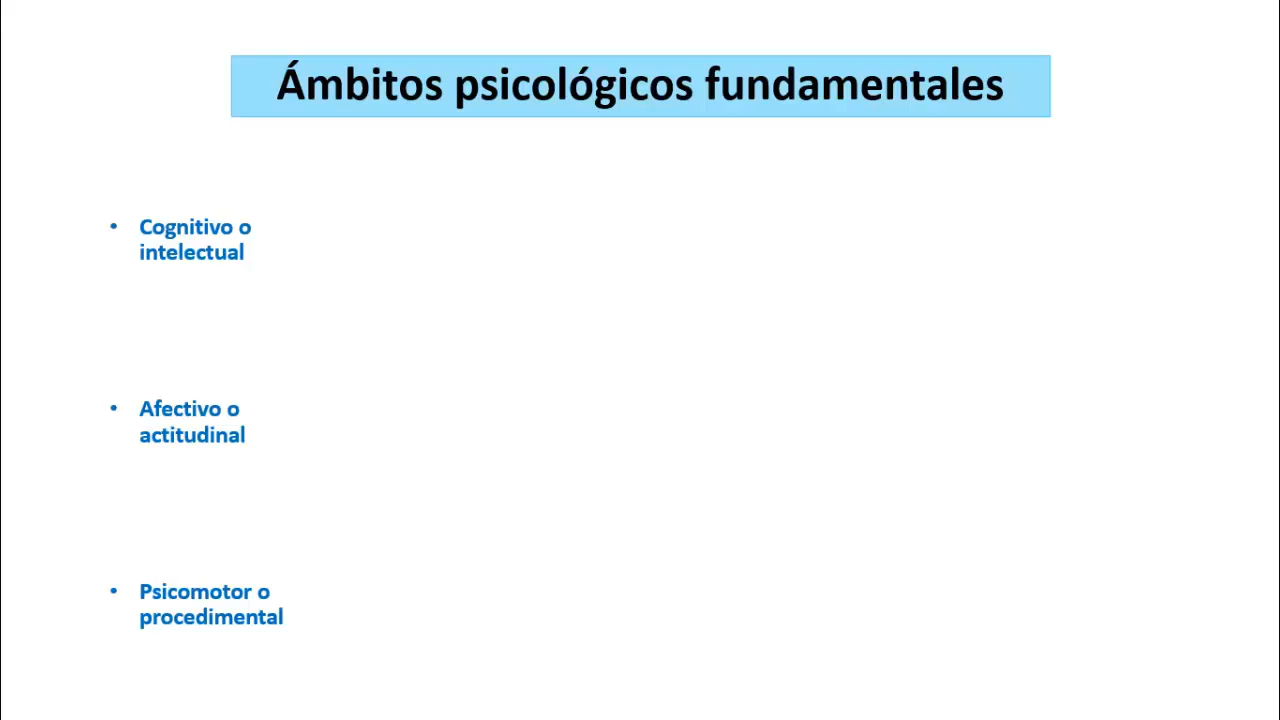 Ámbitos psicológicos fundamentales
• Cognitivo o
intelectual
• Afectivo o
actitudinal
• Psicomotor o
procedimental